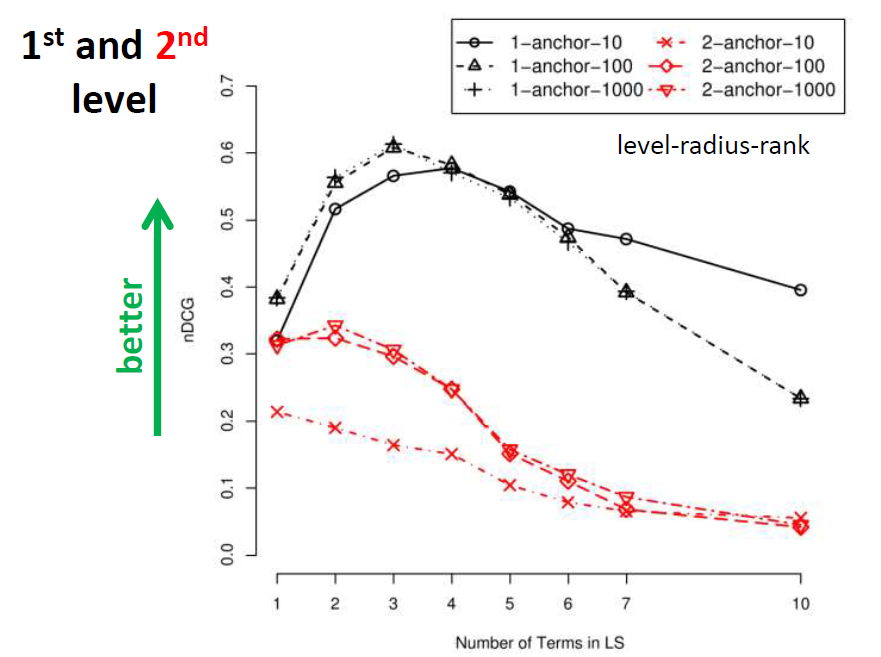 1st and 2nd
level
1-anchor-10
1-anchor-100
1-anchor-1000
2-anchor-10
2-anchor-100
2-anchor-1000
level-radius-rank
better
nDCG
0.7
0.6
0.5
0.4
0.3
0.2
0.1
0.0
1 2 3 4 5 6 7 10
Number of Terms in LS